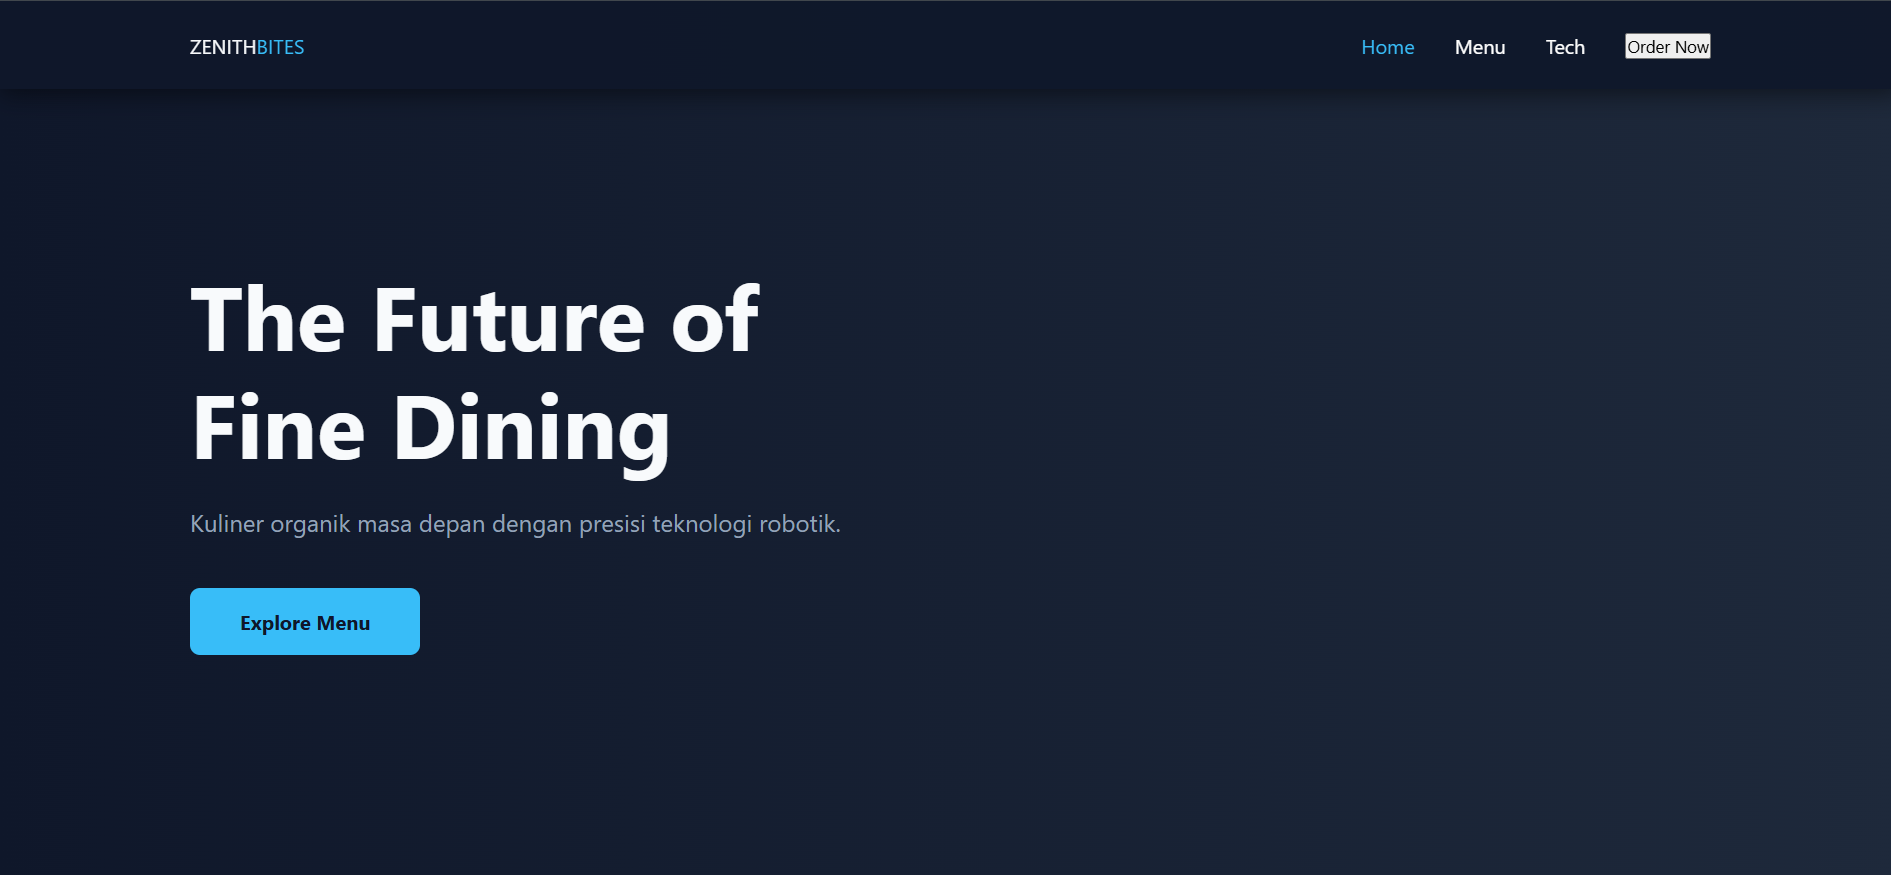 ZENITHBITES
Home Menu Tech Order Now
The Future of
Fine Dining
Kuliner organik masa depan dengan presisi teknologi robotik.
Explore Menu